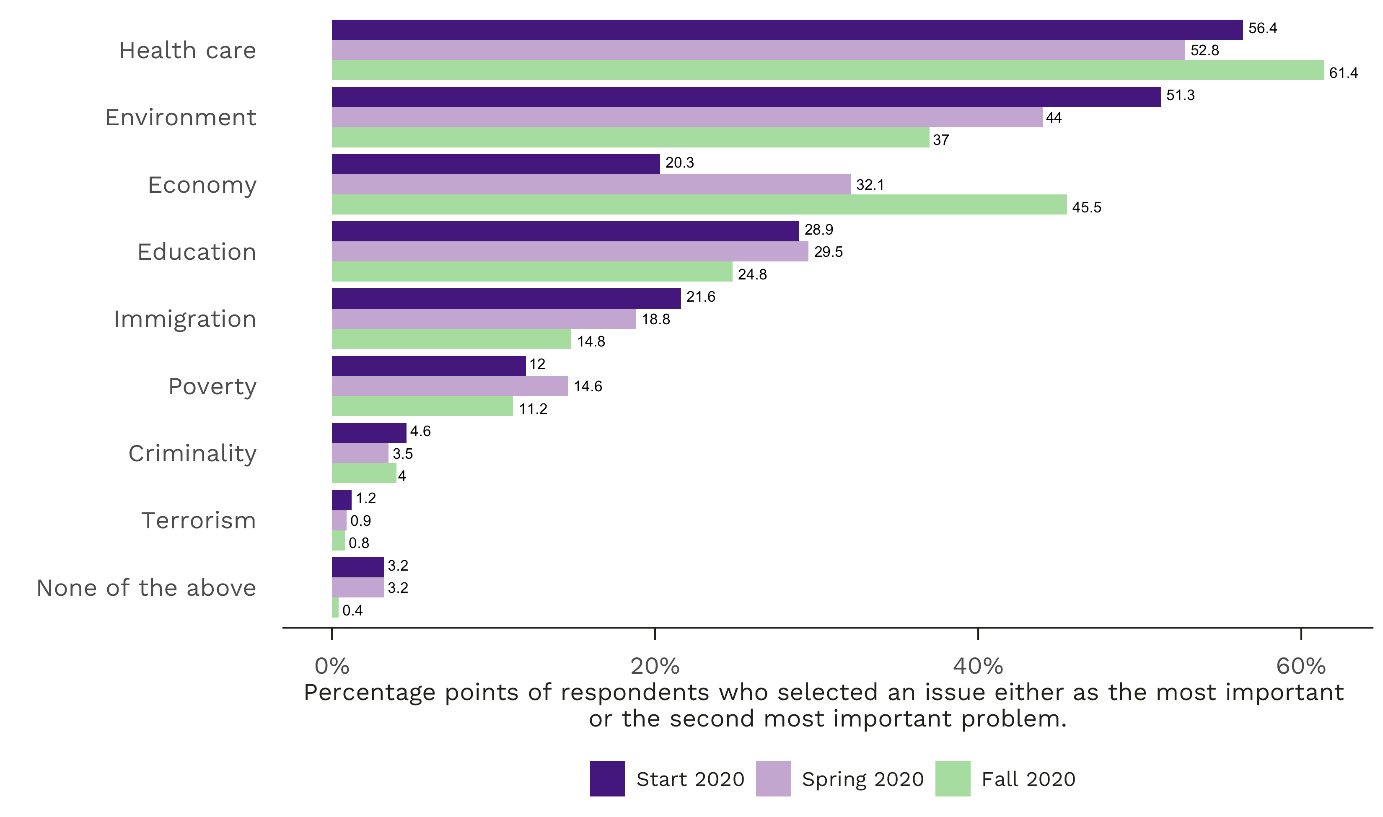 Health care
56.4
52.8
61.4
Environment
51.3
44
37
Economy
20.3
32.1
45.5
Education
28.9
29.5
24.8
Immigration
21.6
18.8
14.8
Poverty
12
14.6
11.2
Criminality
4.6
3.5
4
Terrorism
1.2
0.9
0.8
None of the above
3.2
3.2
0.4
0% 20% 40% 60%
Percentage points of respondents who selected an issue either as the most important
or the second most important problem.
Start 2020 Spring 2020 Fall 2020